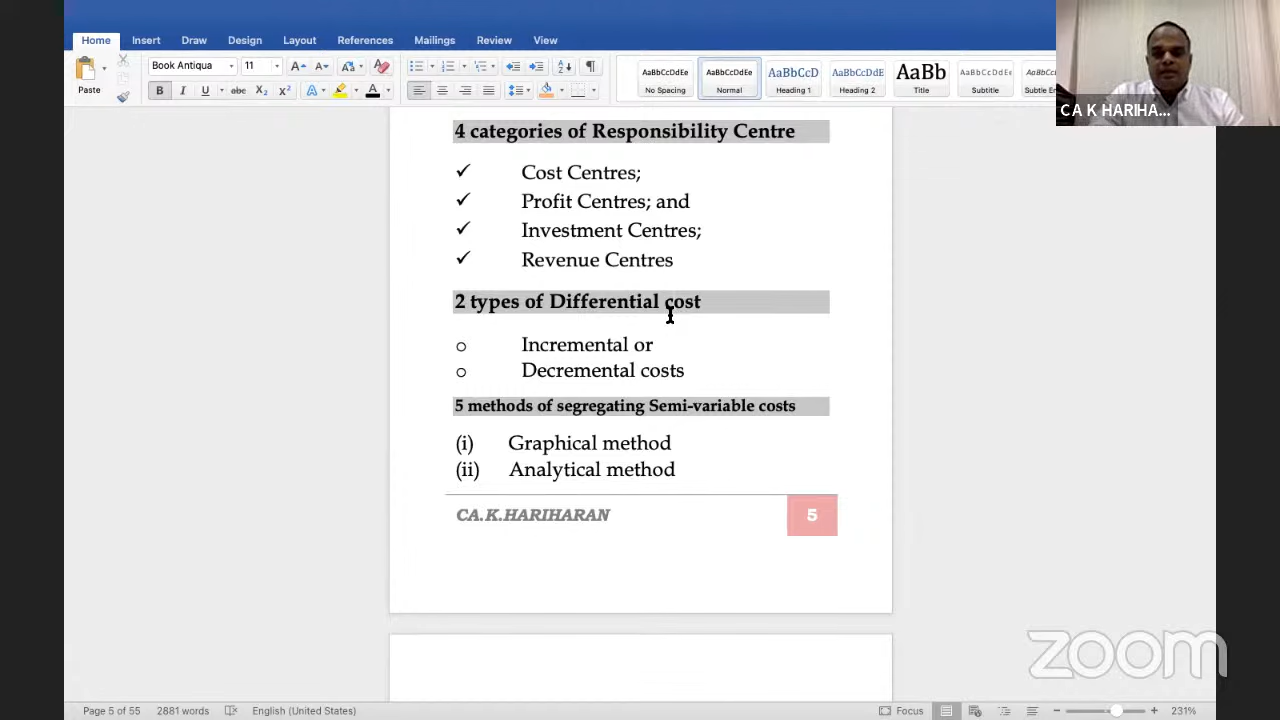 Home Insert Draw Design Layout References Mailings Review View
Book Antiqua 11
Paste
AaBbCcDdEe AaBbCcDdEe AaBbCcD AaBbCcDdEe AaBb AaBbCcDdEe AaBbCcDdEe
No Spacing Normal Heading 1 Heading 2 Title Subtitle Subtle Em
C A K HARIHA...
4 categories of Responsibility Centre
✓ Cost Centres;
✓ Profit Centres; and
✓ Investment Centres;
✓ Revenue Centres
2 types of Differential cost
o Incremental or
o Decremental costs
5 methods of segregating Semi-variable costs
(i) Graphical method
(ii) Analytical method
CA.K.HARIHARAN 5
zoom
Page 5 of 55 2881 words English (United States) Focus 231%